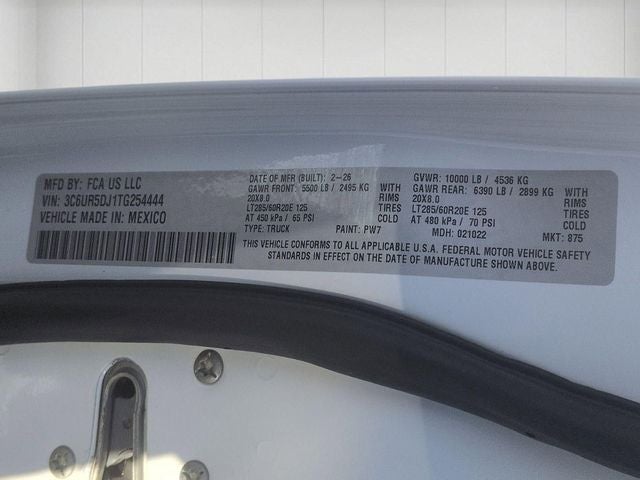 MFD BY: FCA US LLC
VIN: 3C6UR5DJ1TG254444
VEHICLE MADE IN: MEXICO
DATE OF MFR (BUILT): 2-26
GAWR FRONT: 5500 LB / 2495 KG WITH
20X8.0 RIMS
LT285/60R20E 125 TIRES
AT 450 kPa / 65 PSI COLD
TYPE: TRUCK PAINT: PW7
GVWR: 10000 LB / 4536 KG
GAWR REAR: 6390 LB / 2899 KG WITH
20X8.0 RIMS
LT285/60R20E 125 TIRES
AT 480 kPa / 70 PSI COLD
MDH: 021022 MKT: 875
THIS VEHICLE CONFORMS TO ALL APPLICABLE U.S.A. FEDERAL MOTOR VEHICLE SAFETY
STANDARDS IN EFFECT ON THE DATE OF MANUFACTURE SHOWN ABOVE.